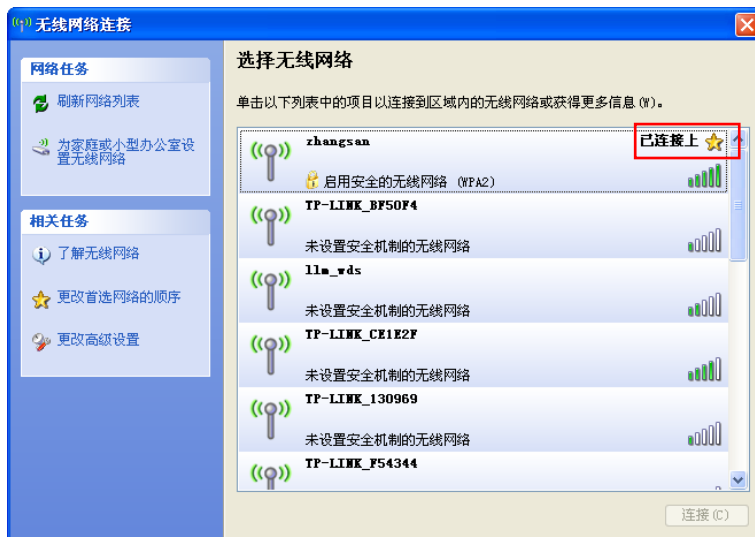 无线网络连接
网络任务
刷新网络列表
为家庭或小型办公室设
置无线网络
相关任务
了解无线网络
更改首选网络的顺序
更改高级设置
选择无线网络
单击以下列表中的项目以连接到区域内的无线网络或获得更多信息(W)。
zhangsan 已连接上
启用安全的无线网络 (WPA2)
TP-LINK_BF50F4
未设置安全机制的无线网络
llm_wds
未设置安全机制的无线网络
TP-LINK_CE1E2F
未设置安全机制的无线网络
TP-LINK_130969
未设置安全机制的无线网络
TP-LINK_F54344
连接(C)